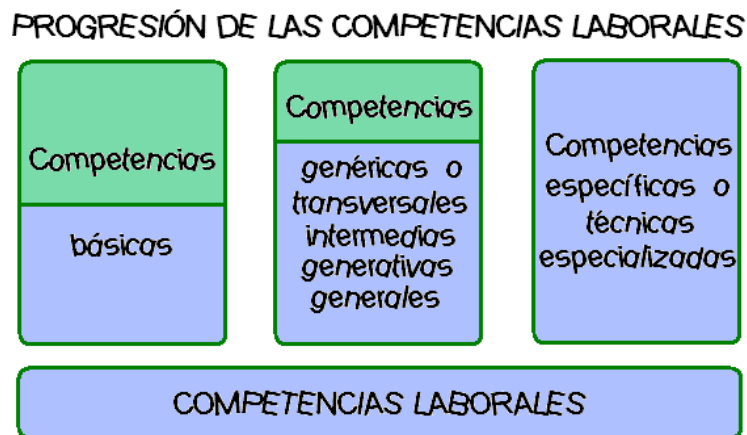 PROGRESIÓN DE LAS COMPETENCIAS LABORALES
Competencias
básicas
Competencias
genéricas o
transversales
intermedias
generativas
generales
Competencias
específicas o
técnicas
especializadas
COMPETENCIAS LABORALES